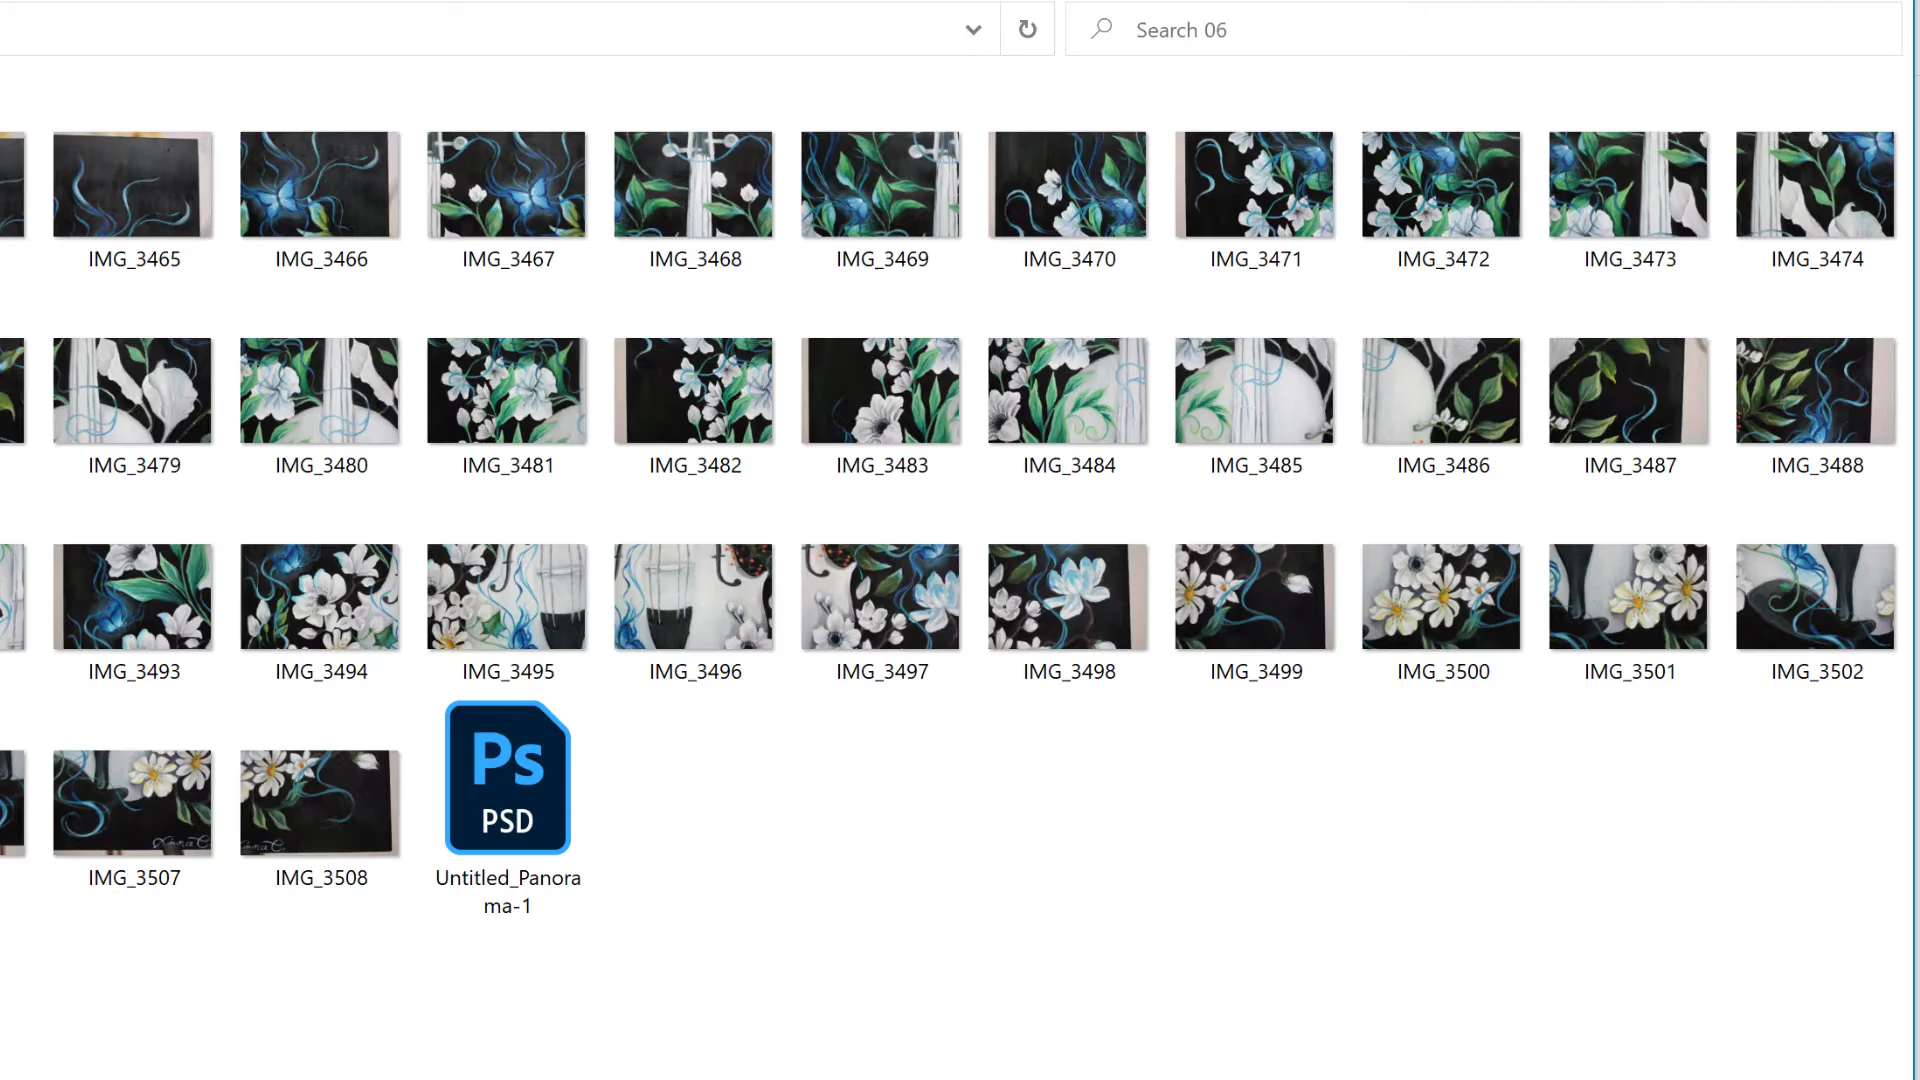 Search 06
IMG_3465
IMG_3466
IMG_3467
IMG_3468
IMG_3469
IMG_3470
IMG_3471
IMG_3472
IMG_3473
IMG_3474
IMG_3479
IMG_3480
IMG_3481
IMG_3482
IMG_3483
IMG_3484
IMG_3485
IMG_3486
IMG_3487
IMG_3488
IMG_3493
IMG_3494
IMG_3495
IMG_3496
IMG_3497
IMG_3498
IMG_3499
IMG_3500
IMG_3501
IMG_3502
Ps
PSD
IMG_3507
IMG_3508
Untitled_Panora
ma-1